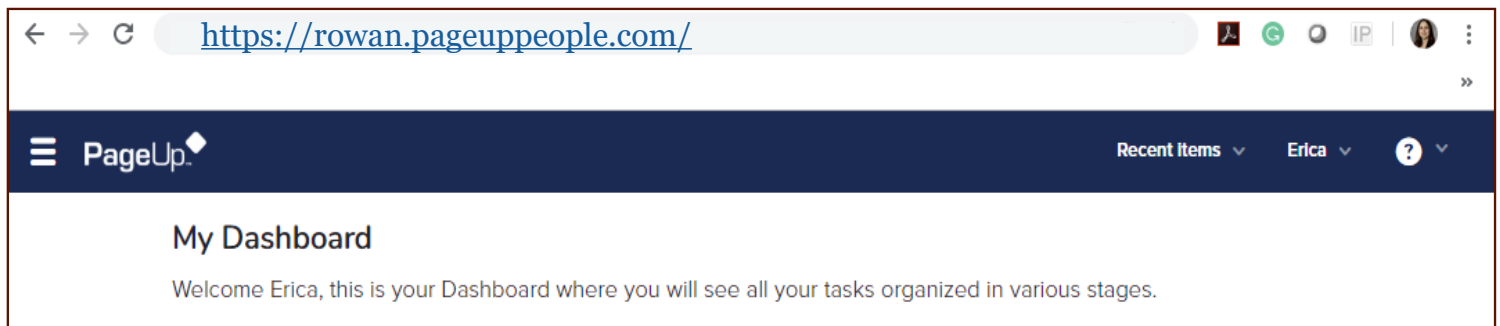 https://rowan.pageuppeople.com/
G IP
»
PageUp Recent Items Erica ?
My Dashboard
Welcome Erica, this is your Dashboard where you will see all your tasks organized in various stages.